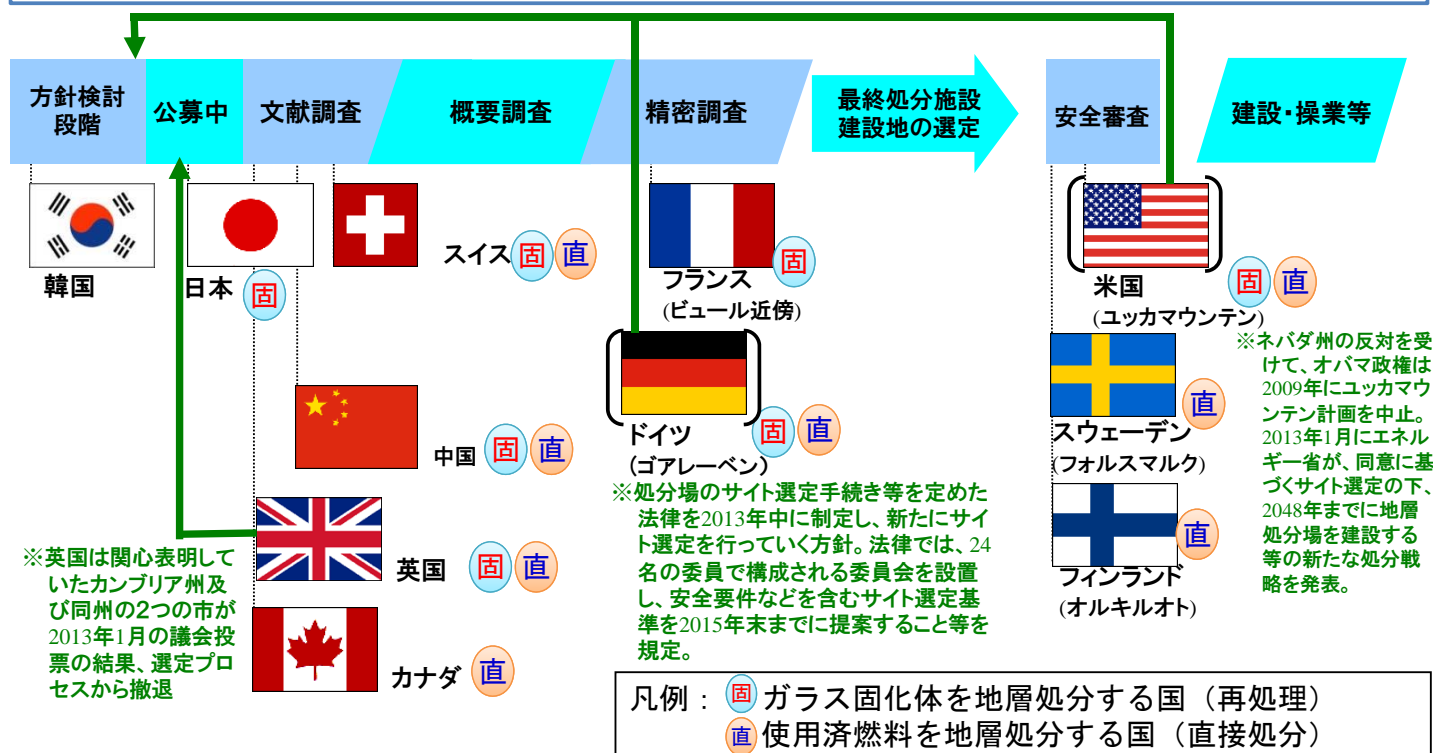 方針検討
段階
公募中
文献調査
概要調査
精密調査
最終処分施設
建設地の選定
安全審査
建設・操業等
韓国
日本
固
スイス
固
直
フランス
固
(ビュール近傍)
米国
固
直
(ユッカマウンテン)
※ネバダ州の反対を受
けて、オバマ政権は
2009年にユッカマウ
ンテン計画を中止。
2013年1月にエネル
ギー省が、同意に基
づくサイト選定の下、
2048年までに地層
処分場を建設する
等の新たな処分戦
略を発表。
中国
固
直
ドイツ
固
直
(ゴアレーベン)
※処分場のサイト選定手続き等を定めた
法律を2013年中に制定し、新たにサイ
ト選定を行っていく方針。法律では、24
名の委員で構成される委員会を設置
し、安全要件などを含むサイト選定基
準を2015年末までに提案すること等を
規定。
スウェーデン
直
(フォルスマルク)
フィンランド
直
(オルキルオト)
英国
固
直
※英国は関心表明して
いたカンブリア州及
び同州の2つの市が
2013年1月の議会投
票の結果、選定プロ
セスから撤退
カナダ
直
凡例：固ガラス固化体を地層処分する国（再処理）
直使用済燃料を地層処分する国（直接処分）